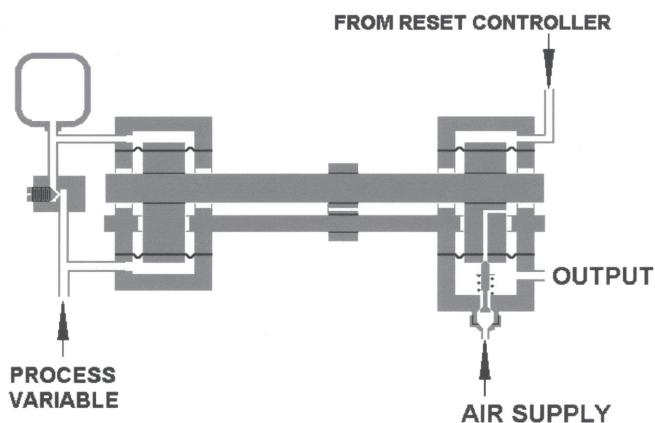 FROM RESET CONTROLLER
OUTPUT
PROCESS
VARIABLE
AIR SUPPLY